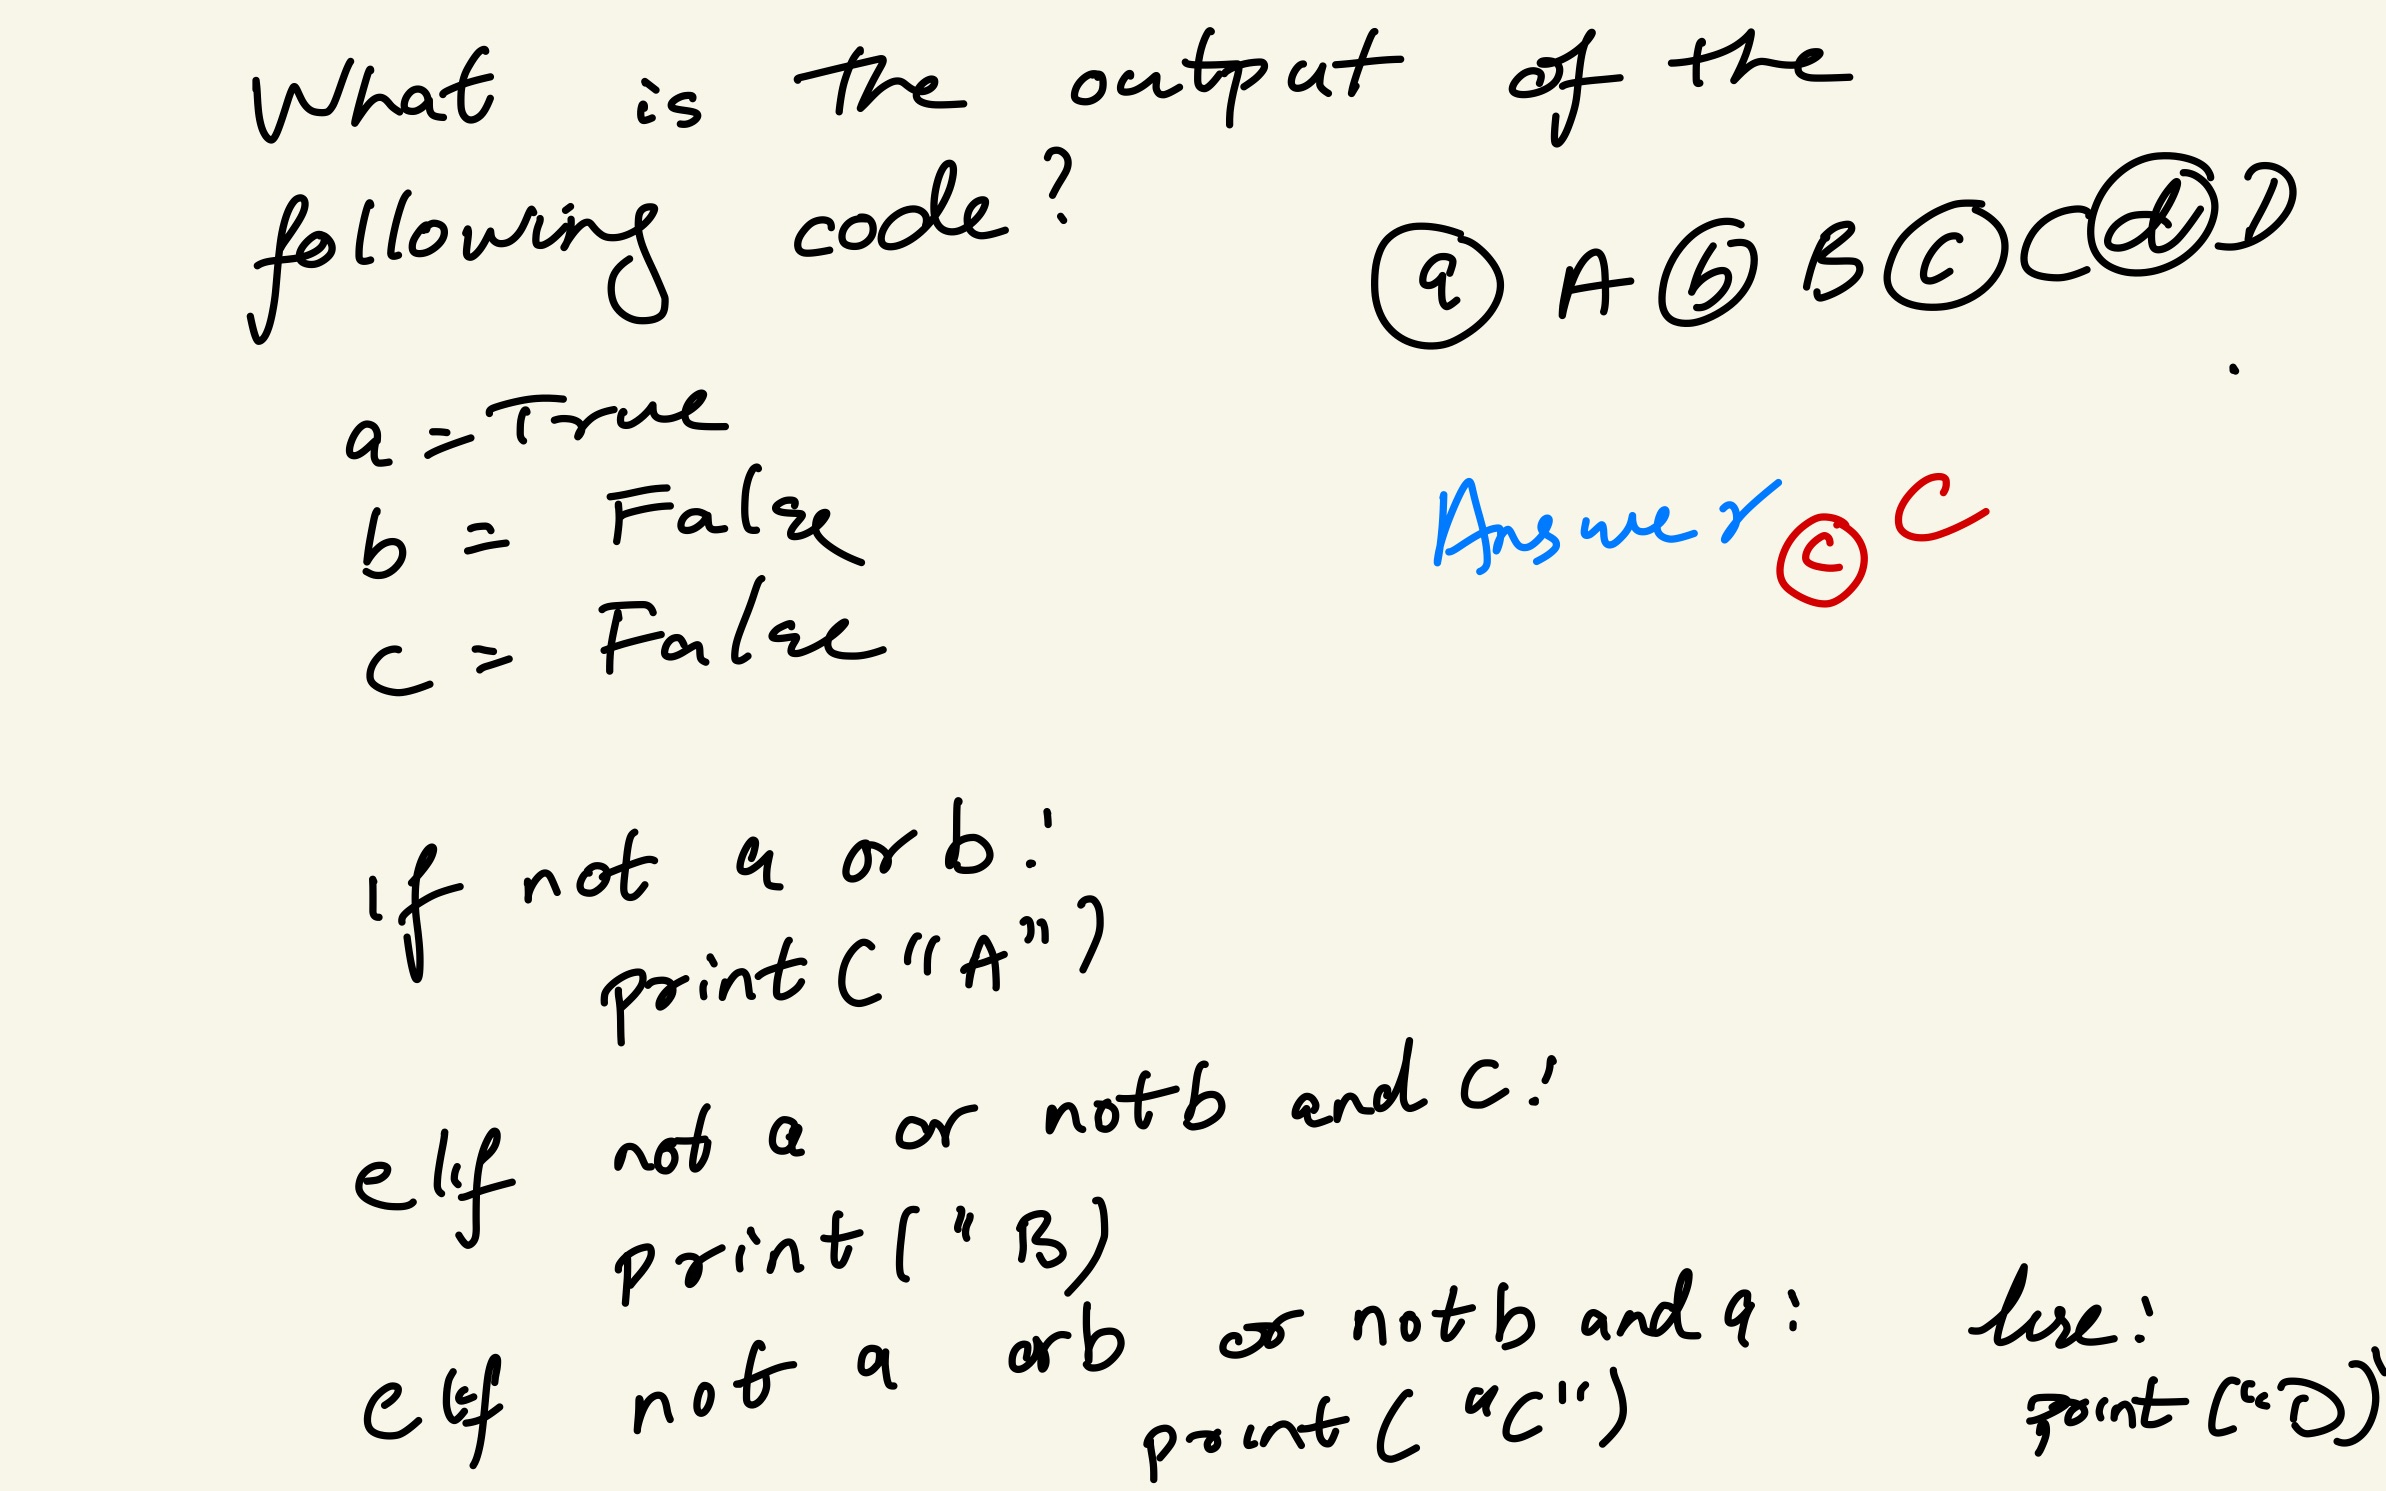 What is the output of the
following code?
ⓐ A ⓑ B ⓒ C ⓓ D
a = True
b = False
c = False
Answer ⓒ C
if not a or b:
print ("A")
elif not a or not b and c:
print (" B)
elif not a or b or not b and a:
print ("C")
else:
print ("D")